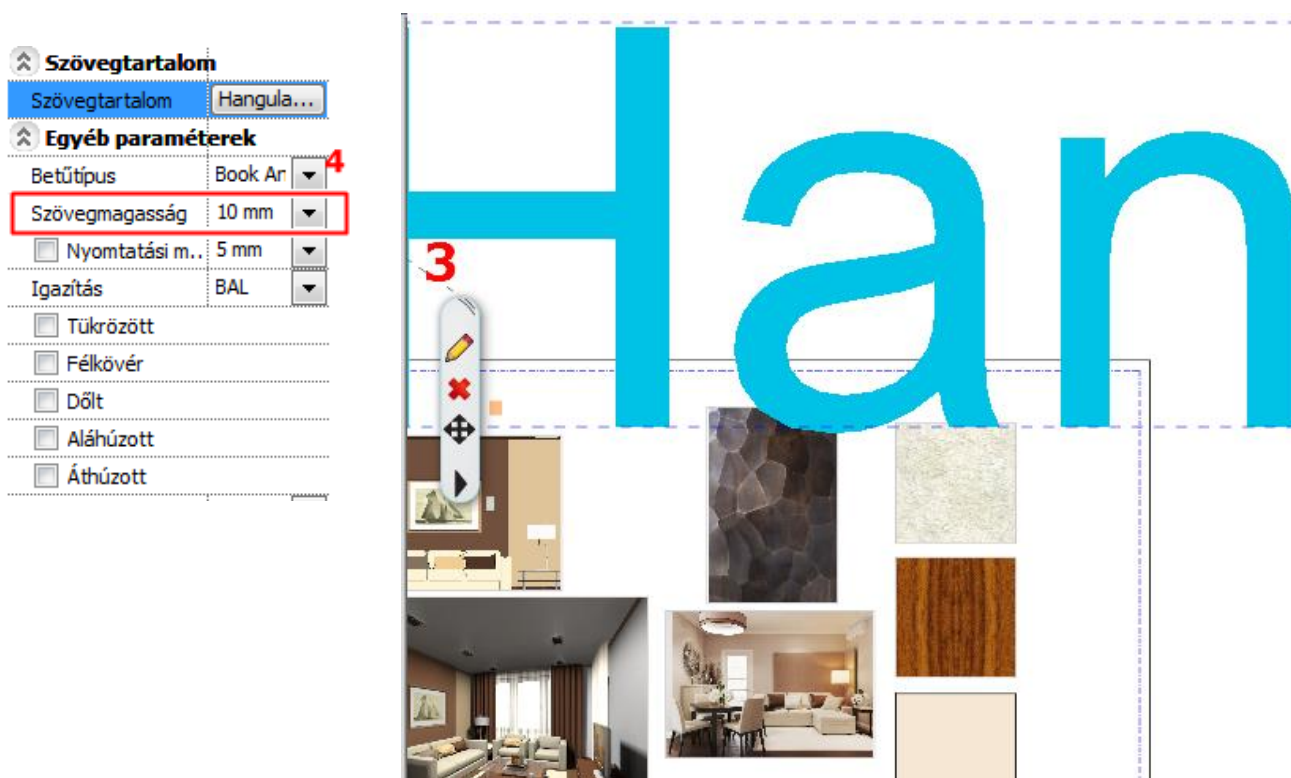 Szövegtartalom
Szövegtartalom Hangula...
Egyéb paraméterek
Betűtípus Book An 4
Szövegmagasság 10 mm
Nyomtatási m.. 5 mm
Igazítás BAL
Tükrözött
Félkövér
Dőlt
Aláhúzott
Áthúzott
Han
3